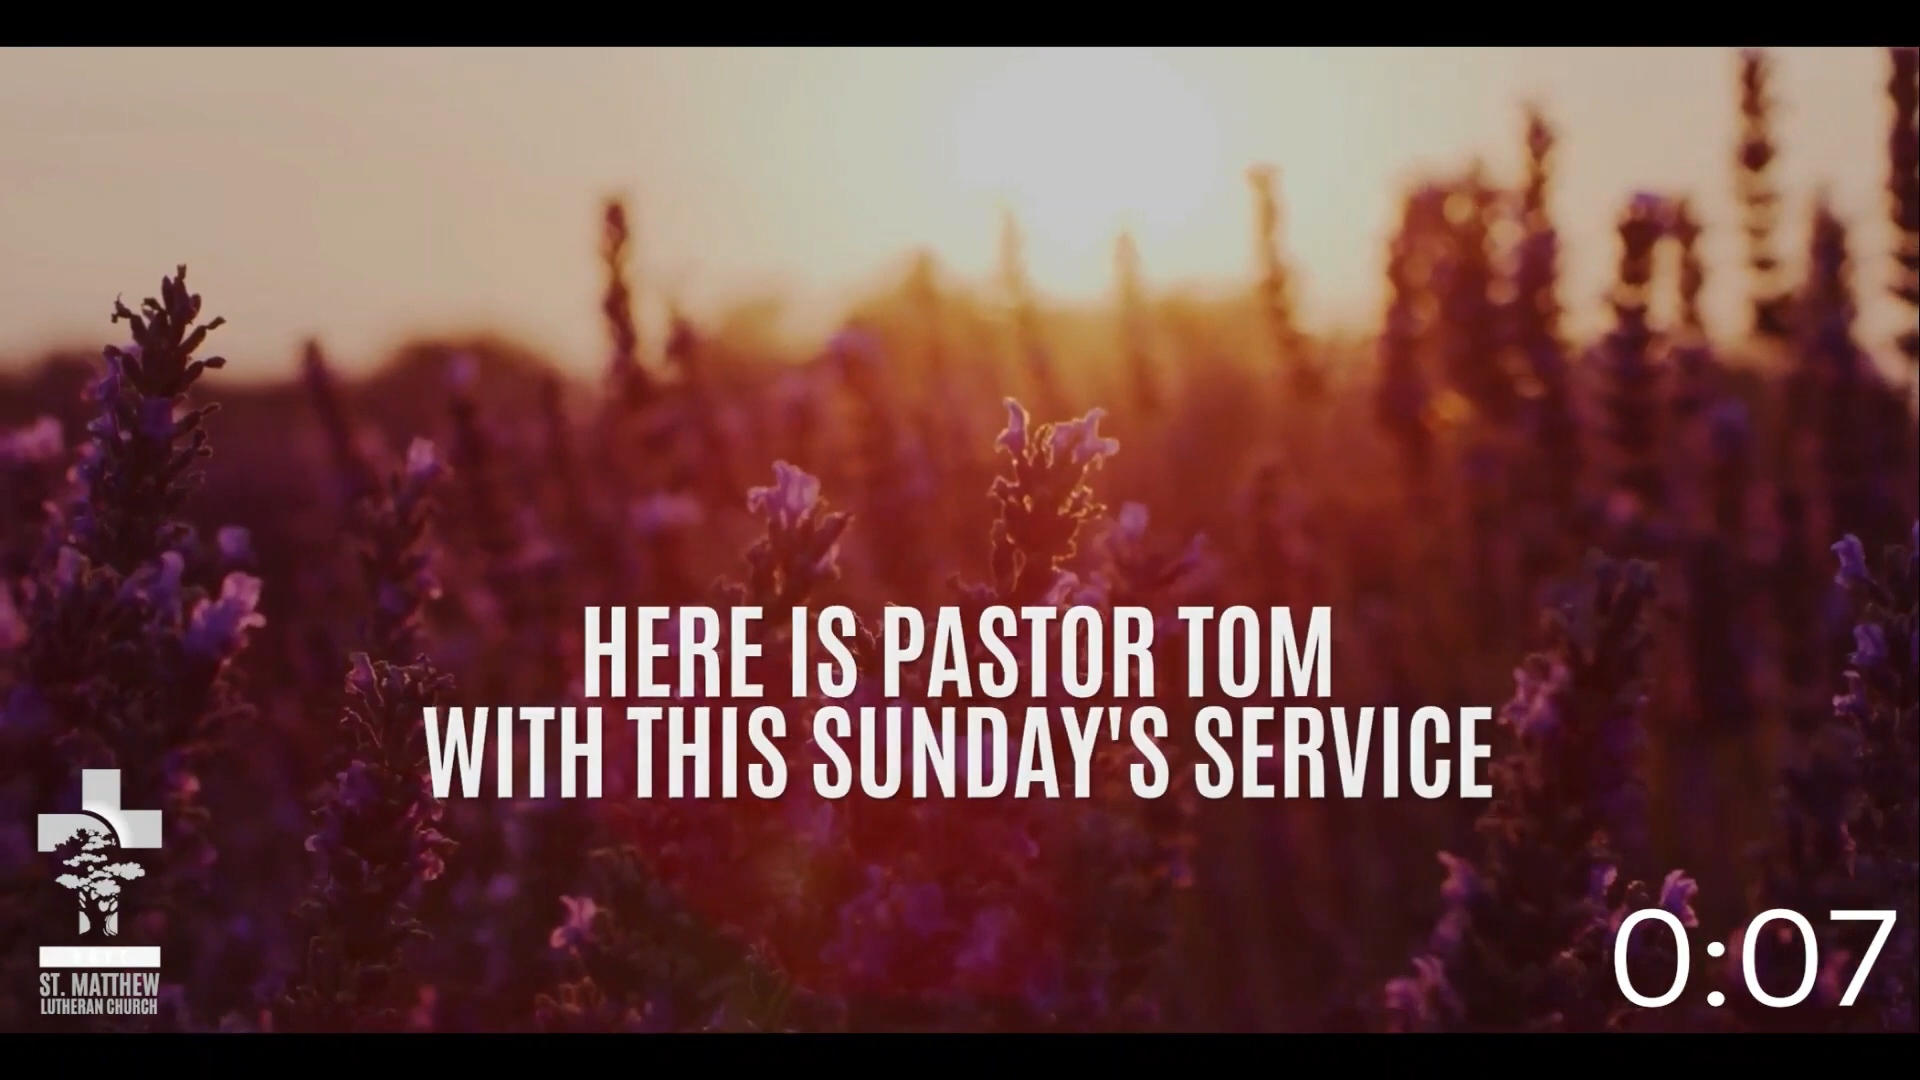 HERE IS PASTOR TOM
WITH THIS SUNDAY'S SERVICE
ST. MATTHEW
LUTHERAN CHURCH
0:07